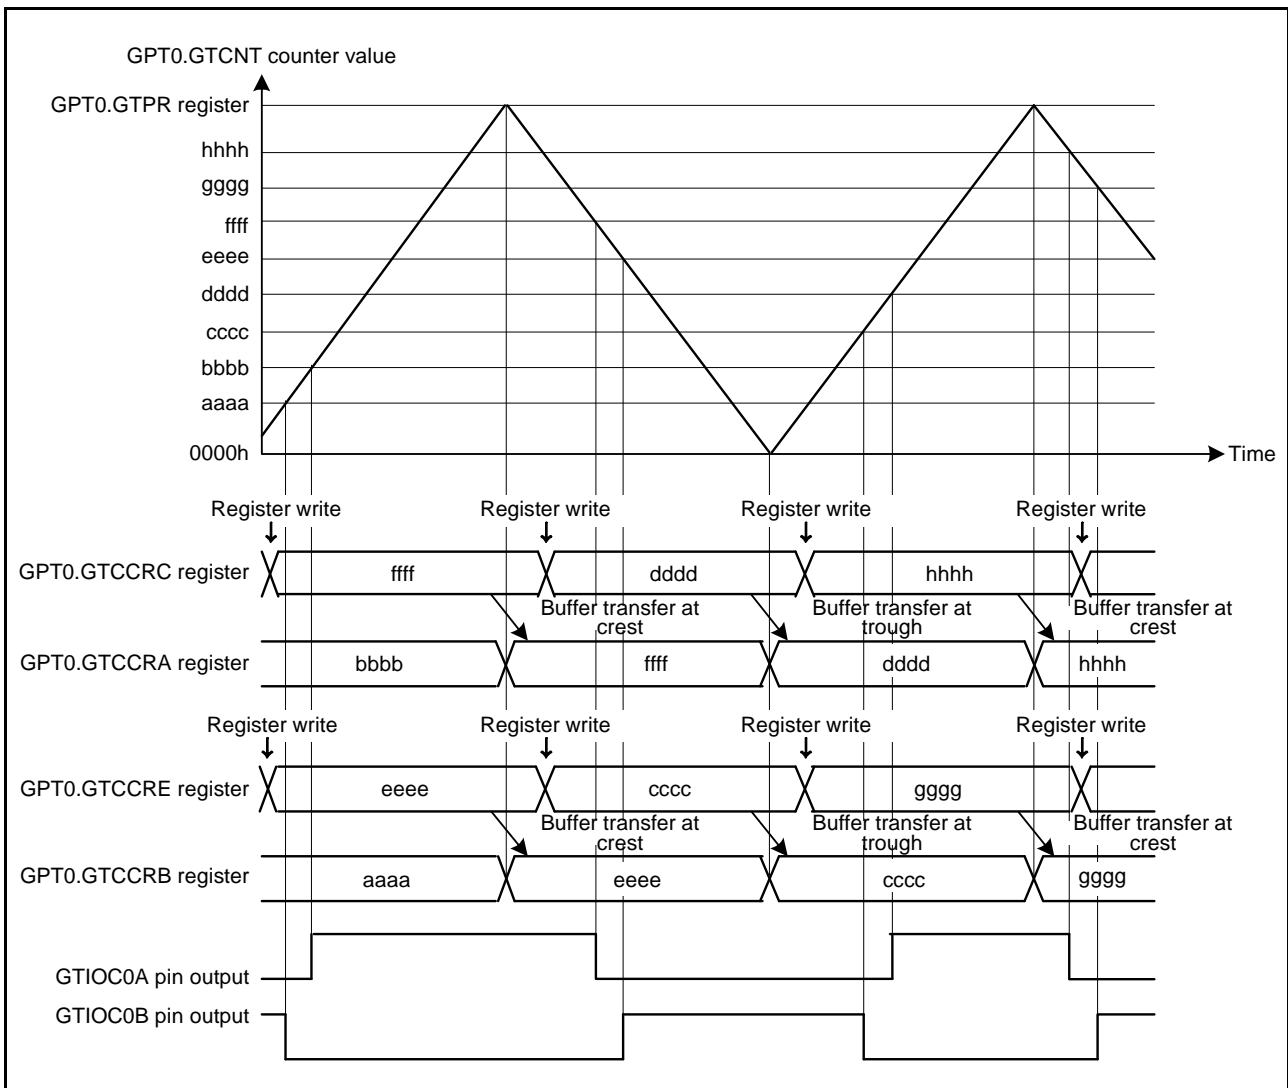 GPT0.GTCNT counter value
GPT0.GTPR register
hhhh
gggg
ffff
eeee
dddd
cccc
bbbb
aaaa
0000h
Time
Register write Register write Register write Register write
GPT0.GTCCRC register ffff dddd hhhh
Buffer transfer at crest
Buffer transfer at trough
Buffer transfer at crest
GPT0.GTCCRA register bbbb ffff dddd hhhh
Register write Register write Register write Register write
GPT0.GTCCRE register eeee cccc gggg
Buffer transfer at crest
Buffer transfer at trough
Buffer transfer at crest
GPT0.GTCCRB register aaaa eeee cccc gggg
GTIOC0A pin output
GTIOC0B pin output